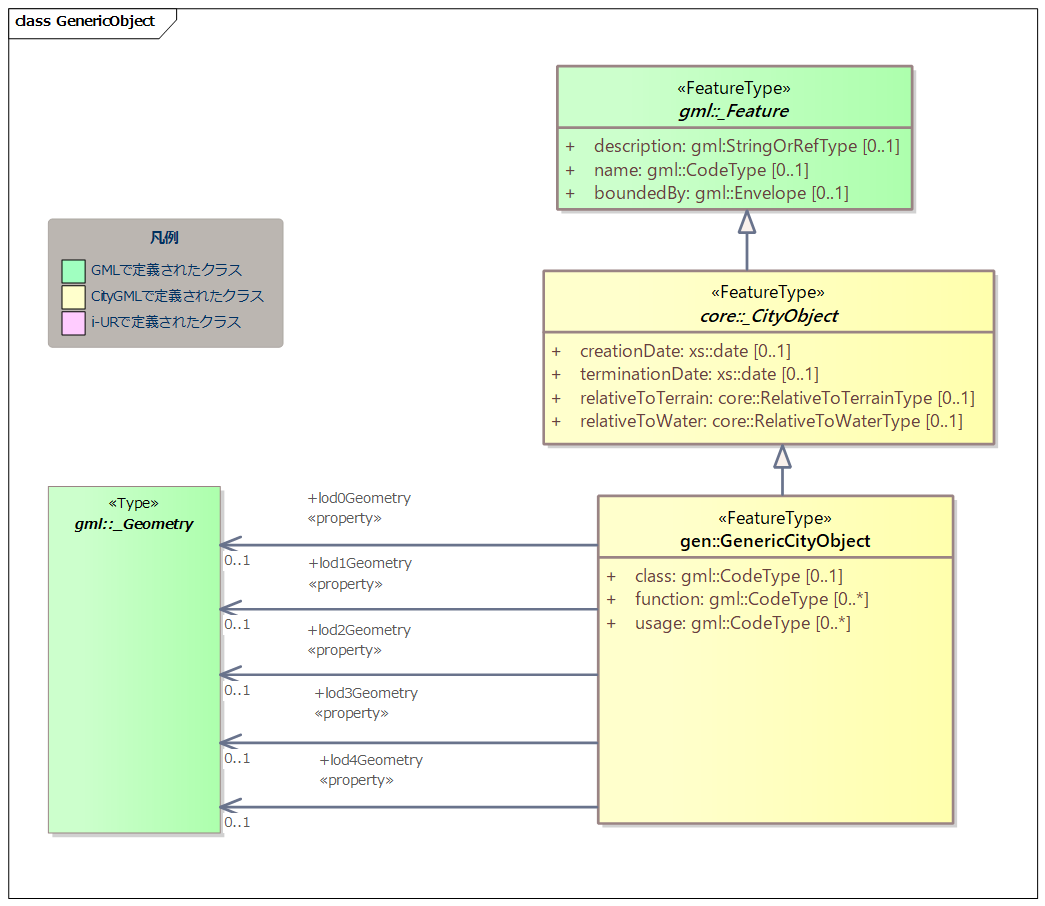 class GenericObject
«FeatureType»
gml::_Feature
+ description: gml:StringOrRefType [0..1]
+ name: gml::CodeType [0..1]
+ boundedBy: gml::Envelope [0..1]
凡例
GMLで定義されたクラス
CityGMLで定義されたクラス
i-URで定義されたクラス
«FeatureType»
core::_CityObject
+ creationDate: xs::date [0..1]
+ terminationDate: xs::date [0..1]
+ relativeToTerrain: core::RelativeToTerrainType [0..1]
+ relativeToWater: core::RelativeToWaterType [0..1]
«Type»
gml::_Geometry
+lod0Geometry
«property»
0..1
+lod1Geometry
«property»
0..1
+lod2Geometry
«property»
0..1
+lod3Geometry
«property»
0..1
+lod4Geometry
«property»
0..1
«FeatureType»
gen::GenericCityObject
+ class: gml::CodeType [0..1]
+ function: gml::CodeType [0..*]
+ usage: gml::CodeType [0..*]